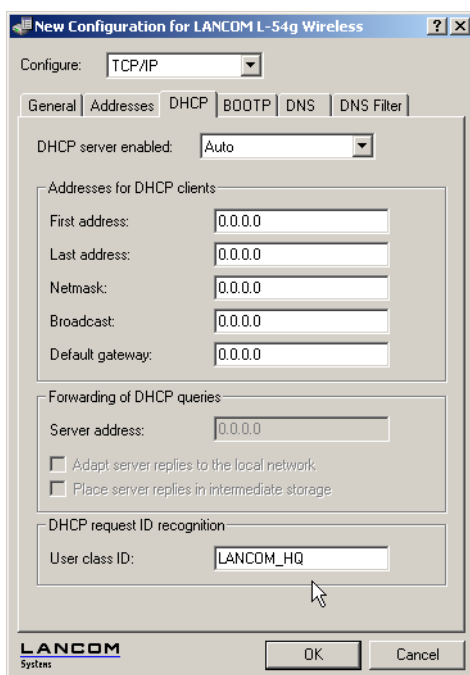 New Configuration for LANCOM L-54g Wireless
Configure: TCP/IP
General Addresses DHCP BOOTP DNS DNS Filter
DHCP server enabled: Auto
Addresses for DHCP clients
First address: 0.0.0.0
Last address: 0.0.0.0
Netmask: 0.0.0.0
Broadcast: 0.0.0.0
Default gateway: 0.0.0.0
Forwarding of DHCP queries
Server address: 0.0.0.0
Adapt server replies to the local network
Place server replies in intermediate storage
DHCP request ID recognition
User class ID: LANCOM_HQ
LANCOM
Systems
OK Cancel